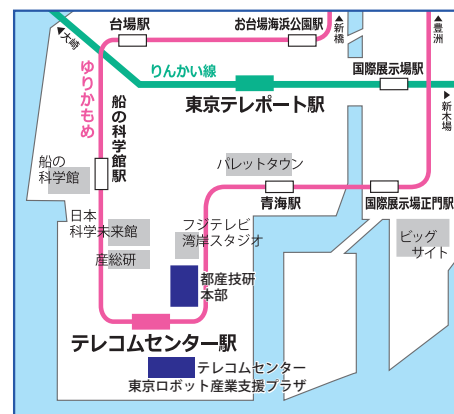 台場駅
お台場海浜公園駅
▲新橋
▲豊洲
▲大崎
りんかい線
国際展示場駅
ゆりかもめ
東京テレポート駅
▼新木場
船の科学館駅
船の
科学館
パレットタウン
青海駅
国際展示場正門駅
日本
科学未来館
フジテレビ
湾岸スタジオ
ビッグ
サイト
産総研
都産技研
本部
テレコムセンター駅
テレコムセンター
東京ロボット産業支援プラザ